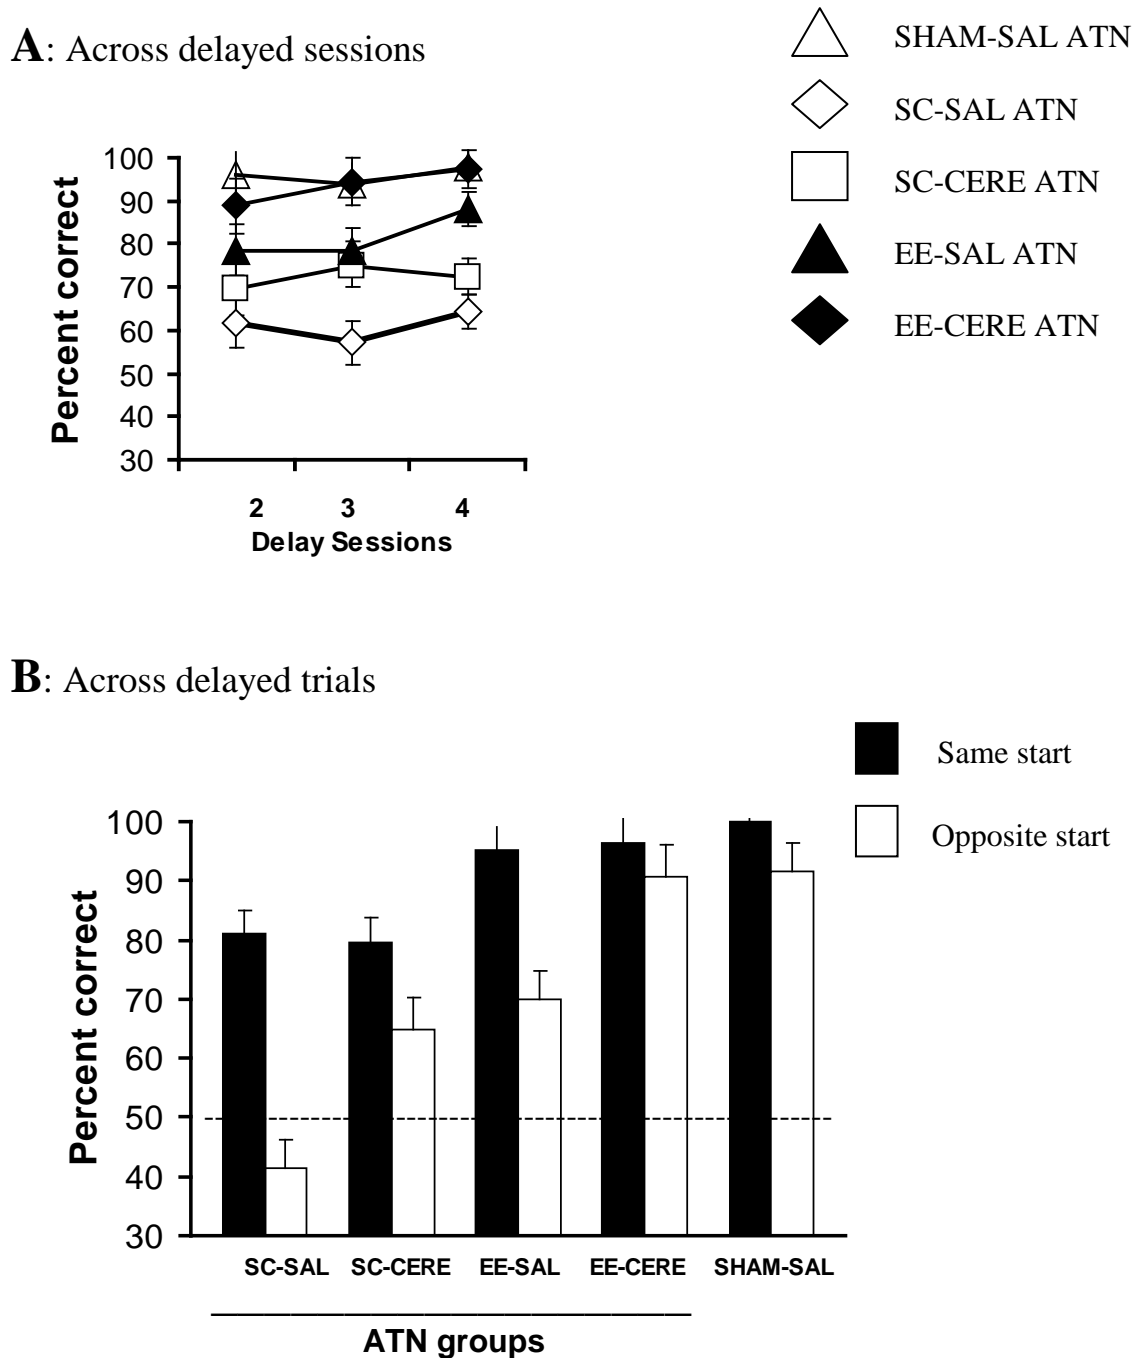 A: Across delayed sessions
SHAM-SAL ATN
SC-SAL ATN
SC-CERE ATN
EE-SAL ATN
EE-CERE ATN
Percent correct
100
90
80
70
60
50
40
30
2 3 4
Delay Sessions
B: Across delayed trials
Same start
Opposite start
Percent correct
100
90
80
70
60
50
40
30
SC-SAL SC-CERE EE-SAL EE-CERE SHAM-SAL
ATN groups